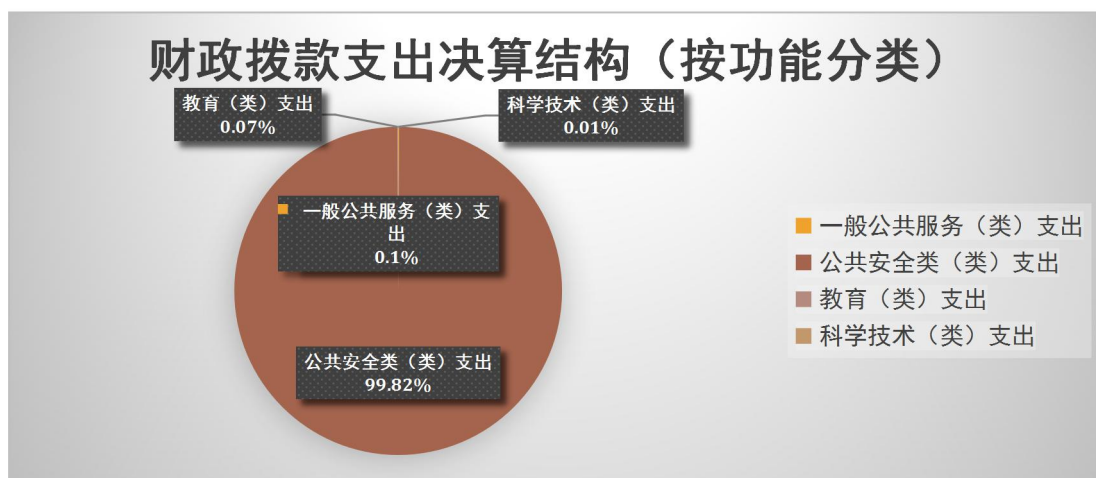 财政拨款支出决算结构（按功能分类）
教育（类）支出
0.07%
科学技术（类）支出
0.01%
一般公共服务（类）支
出
0.1%
公共安全类（类）支出
99.82%
一般公共服务（类）支出
公共安全类（类）支出
教育（类）支出
科学技术（类）支出